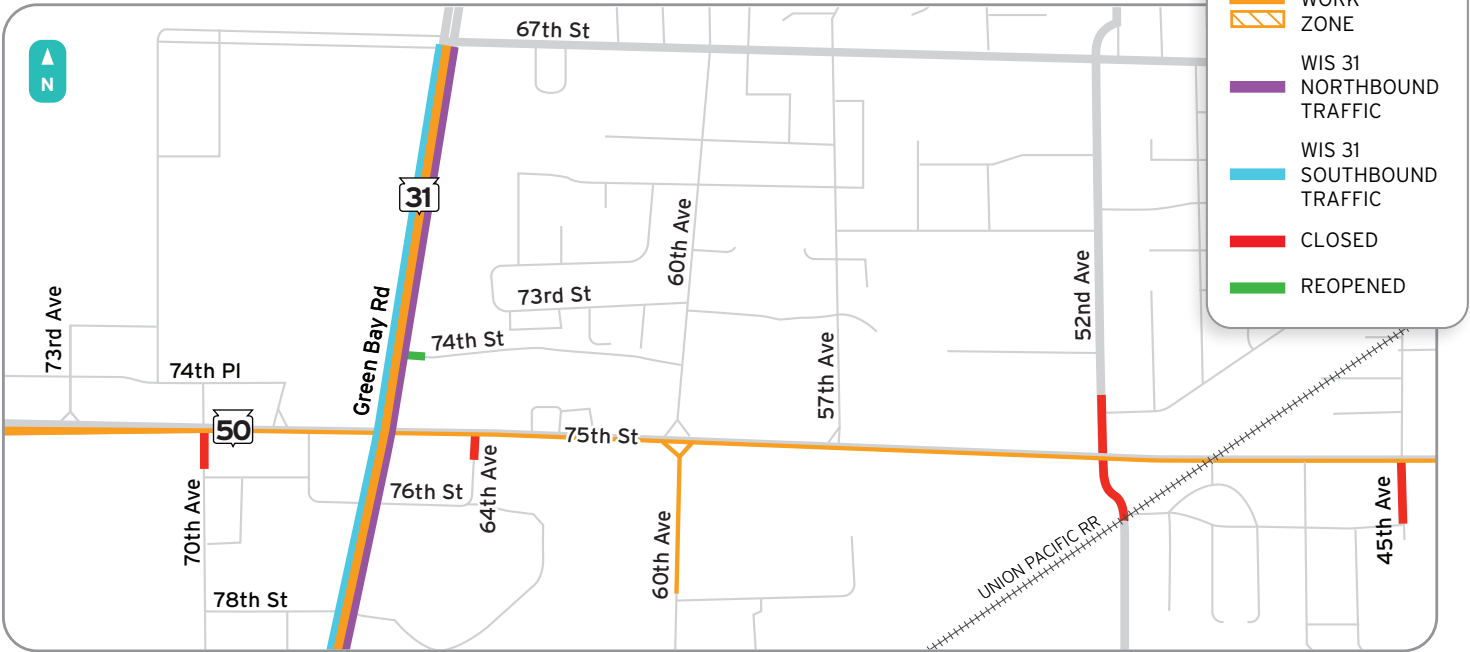 67th St
N
31
73rd Ave
Green Bay Rd
74th Pl
74th St
73rd St
60th Ave
57th Ave
52nd Ave
50
75th St
70th Ave
76th St
64th Ave
60th Ave
78th St
UNION PACIFIC RR
45th Ave
WORK
ZONE
WIS 31
NORTHBOUND
TRAFFIC
WIS 31
SOUTHBOUND
TRAFFIC
CLOSED
REOPENED